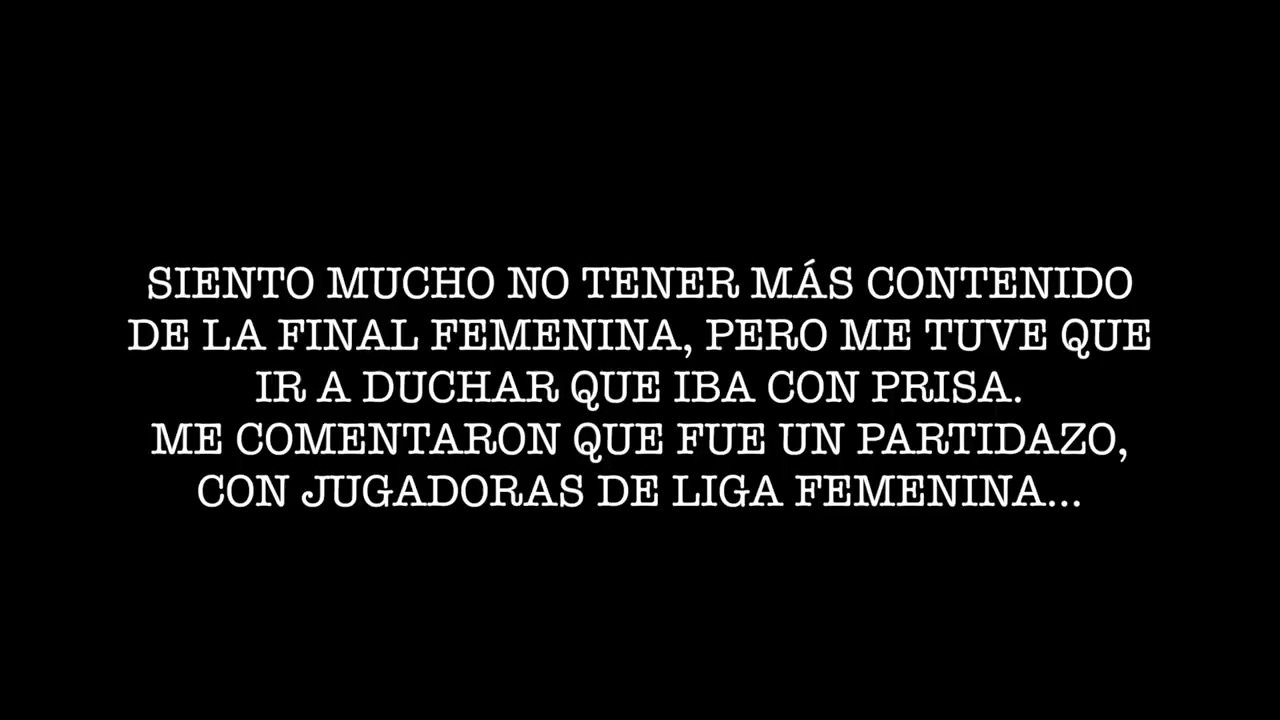 SIENTO MUCHO NO TENER MÁS CONTENIDO
DE LA FINAL FEMENINA, PERO ME TUVE QUE
IR A DUCHAR QUE IBA CON PRISA.
ME COMENTARON QUE FUE UN PARTIDAZO,
CON JUGADORAS DE LIGA FEMENINA...